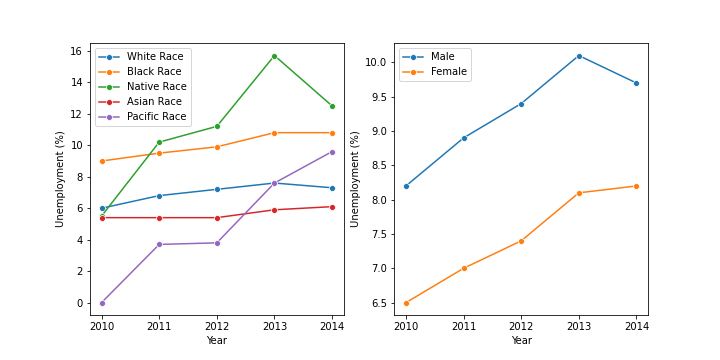 16
14
12
10
8
6
4
2
0
Unemployment (%)
White Race
Black Race
Native Race
Asian Race
Pacific Race
2010 2011 2012 2013 2014
Year
10.0
9.5
9.0
8.5
8.0
7.5
7.0
6.5
Unemployment (%)
Male
Female
2010 2011 2012 2013 2014
Year